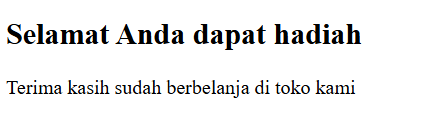 Selamat Anda dapat hadiah
Terima kasih sudah berbelanja di toko kami